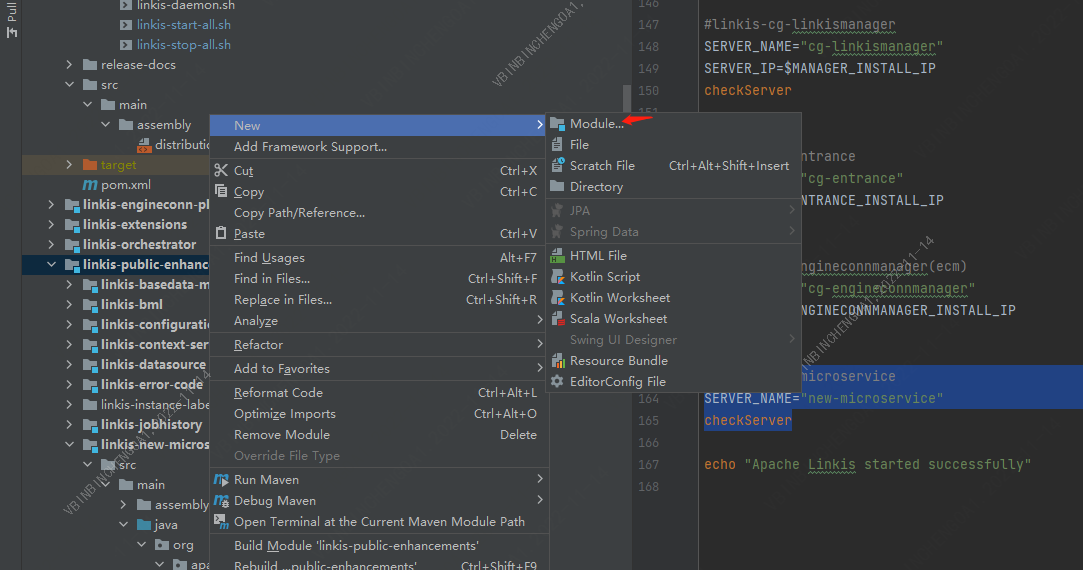 Pull
linkis-daemon.sh
linkis-start-all.sh
linkis-stop-all.sh
release-docs
src
main
assembly
distributio
target
pom.xml
linkis-engineconn-pl
linkis-extensions
linkis-orchestrator
linkis-public-enhanc
linkis-basedata-m
linkis-bml
linkis-configuratio
linkis-context-ser
linkis-datasource
linkis-error-code
linkis-instance-labe
linkis-jobhistory
linkis-new-micros
src
main
assembly
java
org
apa
New
Add Framework Support...
Cut Ctrl+X
Copy Ctrl+C
Copy Path/Reference...
Paste Ctrl+V
Find Usages Alt+F7
Find in Files... Ctrl+Shift+F
Replace in Files... Ctrl+Shift+R
Analyze
Refactor
Add to Favorites
Reformat Code Ctrl+Alt+L
Optimize Imports Ctrl+Alt+O
Remove Module Delete
Override File Type
Run Maven
Debug Maven
Open Terminal at the Current Maven Module Path
Build Module 'linkis-public-enhancements'
Rebuild ...public-enhancements' Ctrl+Shift+F9
Module...
File
Scratch File Ctrl+Alt+Shift+Insert
Directory
JPA
Spring Data
HTML File
Kotlin Script
Kotlin Worksheet
Scala Worksheet
Swing UI Designer
Resource Bundle
EditorConfig File
146
147 #linkis-cg-linkismanager
148 SERVER_NAME="cg-linkismanager"
149 SERVER_IP=$MANAGER_INSTALL_IP
150 checkServer
151
ntrance
"cg-entrance"
NTRANCE_INSTALL_IP
ngineconnmanager(ecm)
"cg-engineconnmanager"
NGINECONNMANAGER_INSTALL_IP
microservice
164 SERVER_NAME="new-microservice"
165 checkServer
166
167 echo "Apache Linkis started successfully"
168